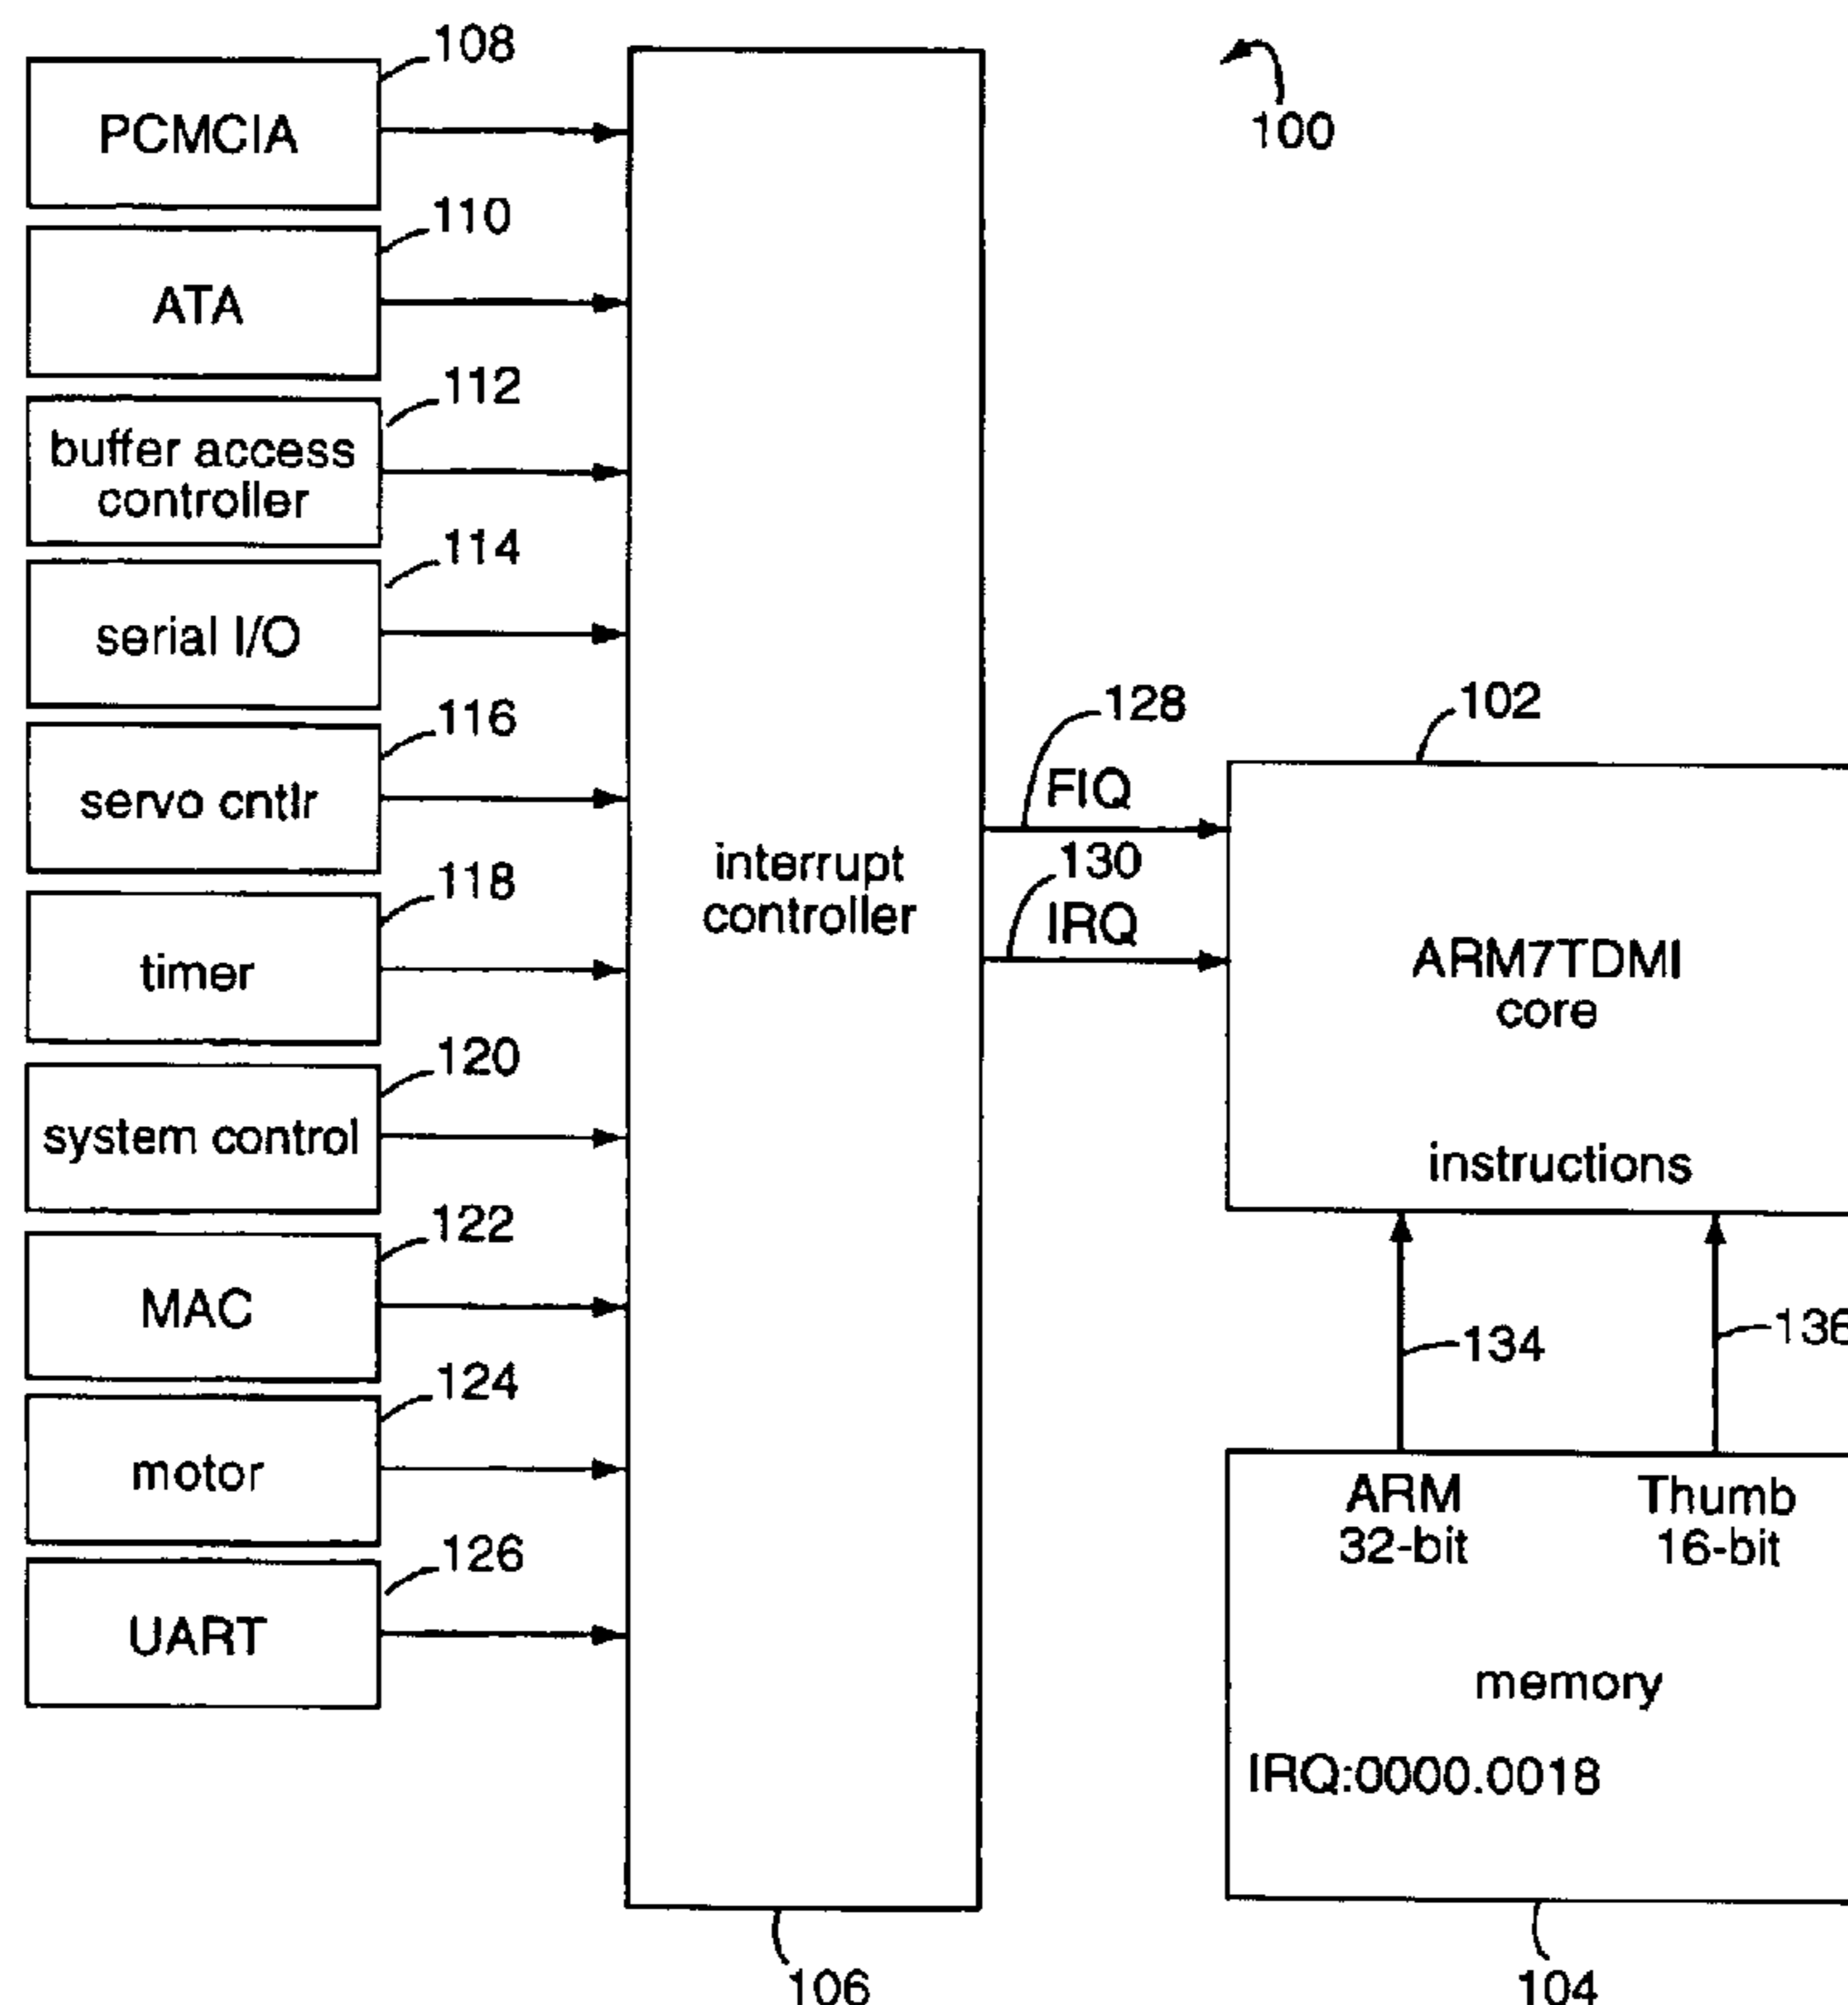 108
PCMCIA
100
110
ATA
112
buffer access
controller
114
serial I/O
116
servo cntlr
118
timer
120
system control
122
MAC
124
motor
126
UART
interrupt
controller
106
128
FIQ
130
IRQ
102
ARM7TDMI
core
instructions
134
136
ARM
32-bit
Thumb
16-bit
memory
IRQ:0000.0018
104